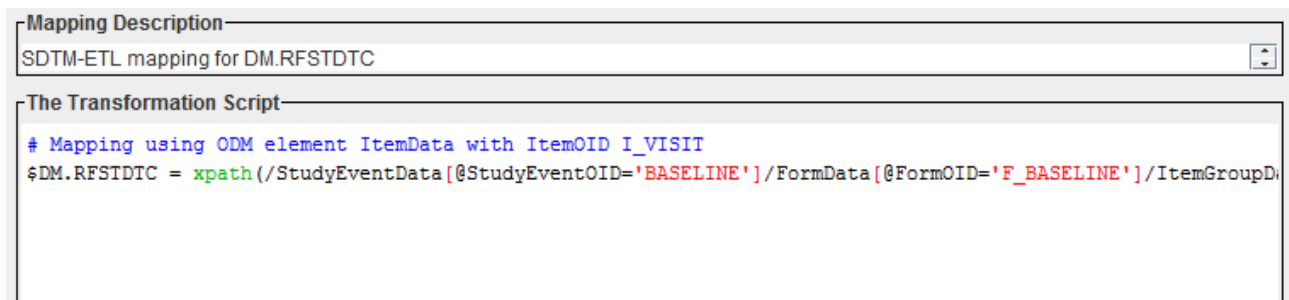 Mapping Description
SDTM-ETL mapping for DM.RFSTDTC
The Transformation Script
# Mapping using ODM element ItemData with ItemOID I_VISIT
$DM.RFSTDTC = xpath(/StudyEventData[@StudyEventOID='BASELINE']/FormData[@FormOID='F_BASELINE']/ItemGroupD